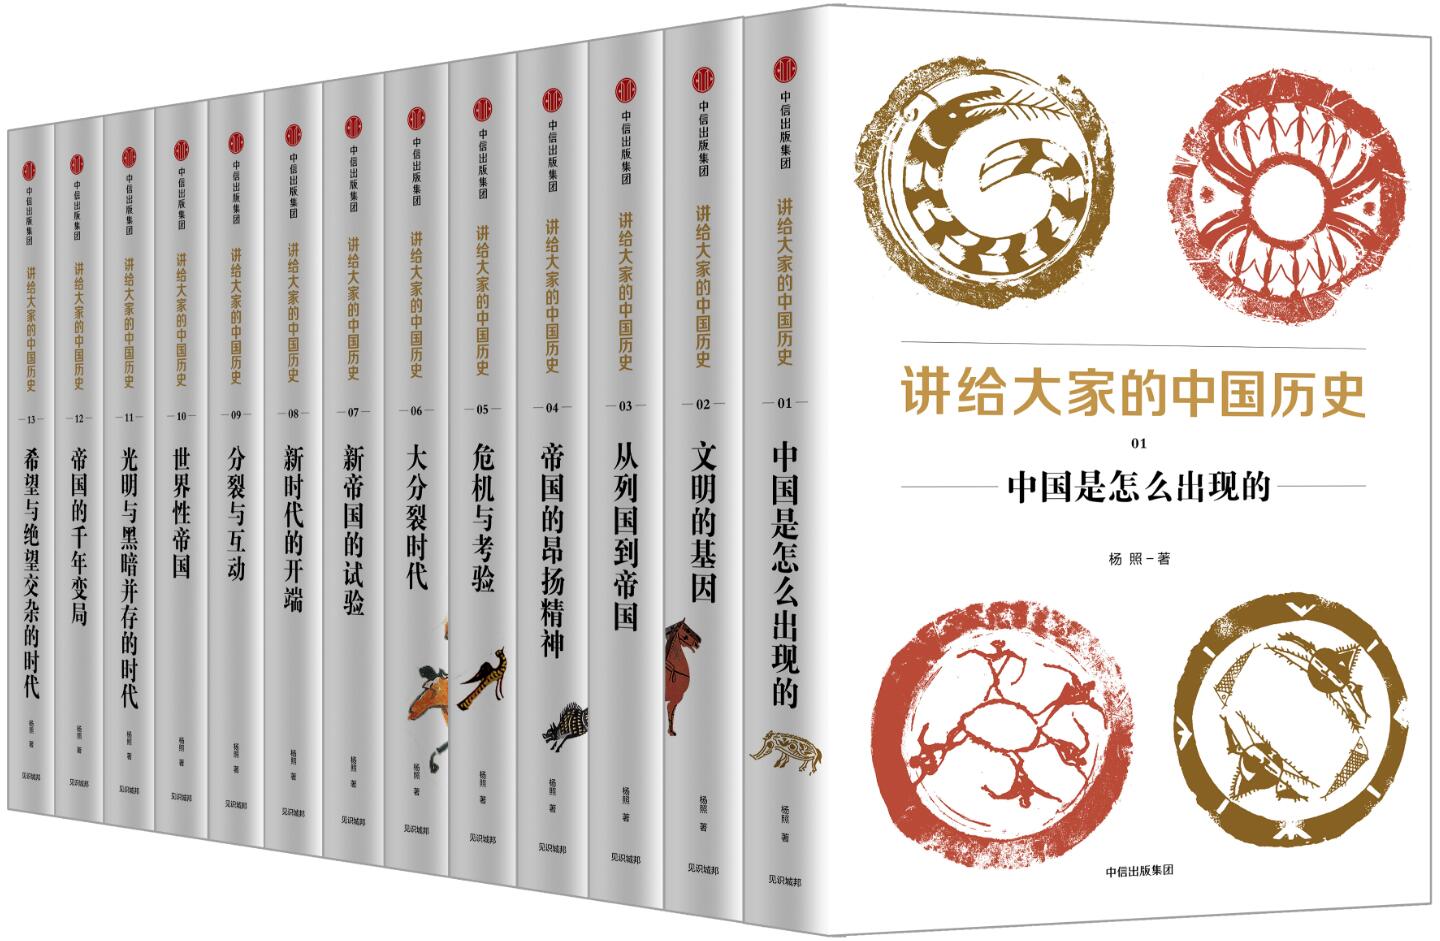 中信出版集团
讲给大家的中国历史
13
希望与绝望交杂的时代
杨照 著
见识城邦
中信出版集团
讲给大家的中国历史
12
帝国的千年变局
杨照 著
见识城邦
中信出版集团
讲给大家的中国历史
11
光明与黑暗并存的时代
杨照 著
见识城邦
中信出版集团
讲给大家的中国历史
10
世界性帝国
杨照 著
见识城邦
中信出版集团
讲给大家的中国历史
09
分裂与互动
杨照 著
见识城邦
中信出版集团
讲给大家的中国历史
08
新时代的开端
杨照 著
见识城邦
中信出版集团
讲给大家的中国历史
07
新帝国的试验
杨照 著
见识城邦
中信出版集团
讲给大家的中国历史
06
大分裂时代
杨照 著
见识城邦
中信出版集团
讲给大家的中国历史
05
危机与考验
杨照 著
见识城邦
中信出版集团
讲给大家的中国历史
04
帝国的昂扬精神
杨照 著
见识城邦
中信出版集团
讲给大家的中国历史
03
从列国到帝国
杨照 著
见识城邦
中信出版集团
讲给大家的中国历史
02
文明的基因
杨照 著
见识城邦
中信出版集团
讲给大家的中国历史
01
中国是怎么出现的
杨照 著
见识城邦
讲给大家的中国历史
01
中国是怎么出现的
杨 照－著
中信出版集团